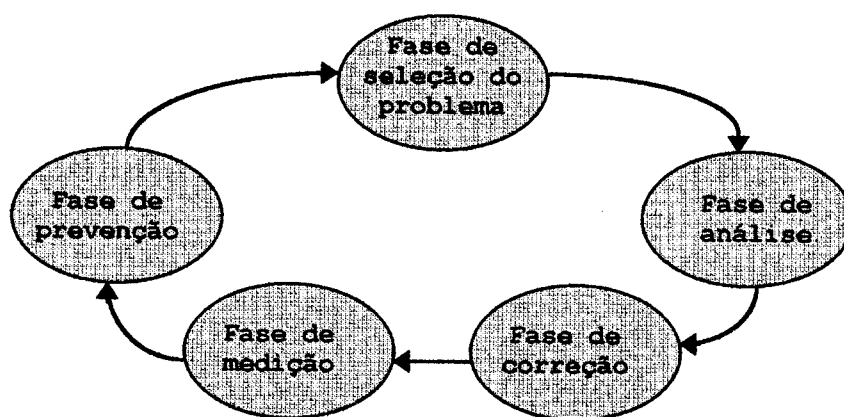 Fase de
seleção do
problema
Fase de
análise.
Fase de
correção
Fase de
medição
Fase de
prevenção